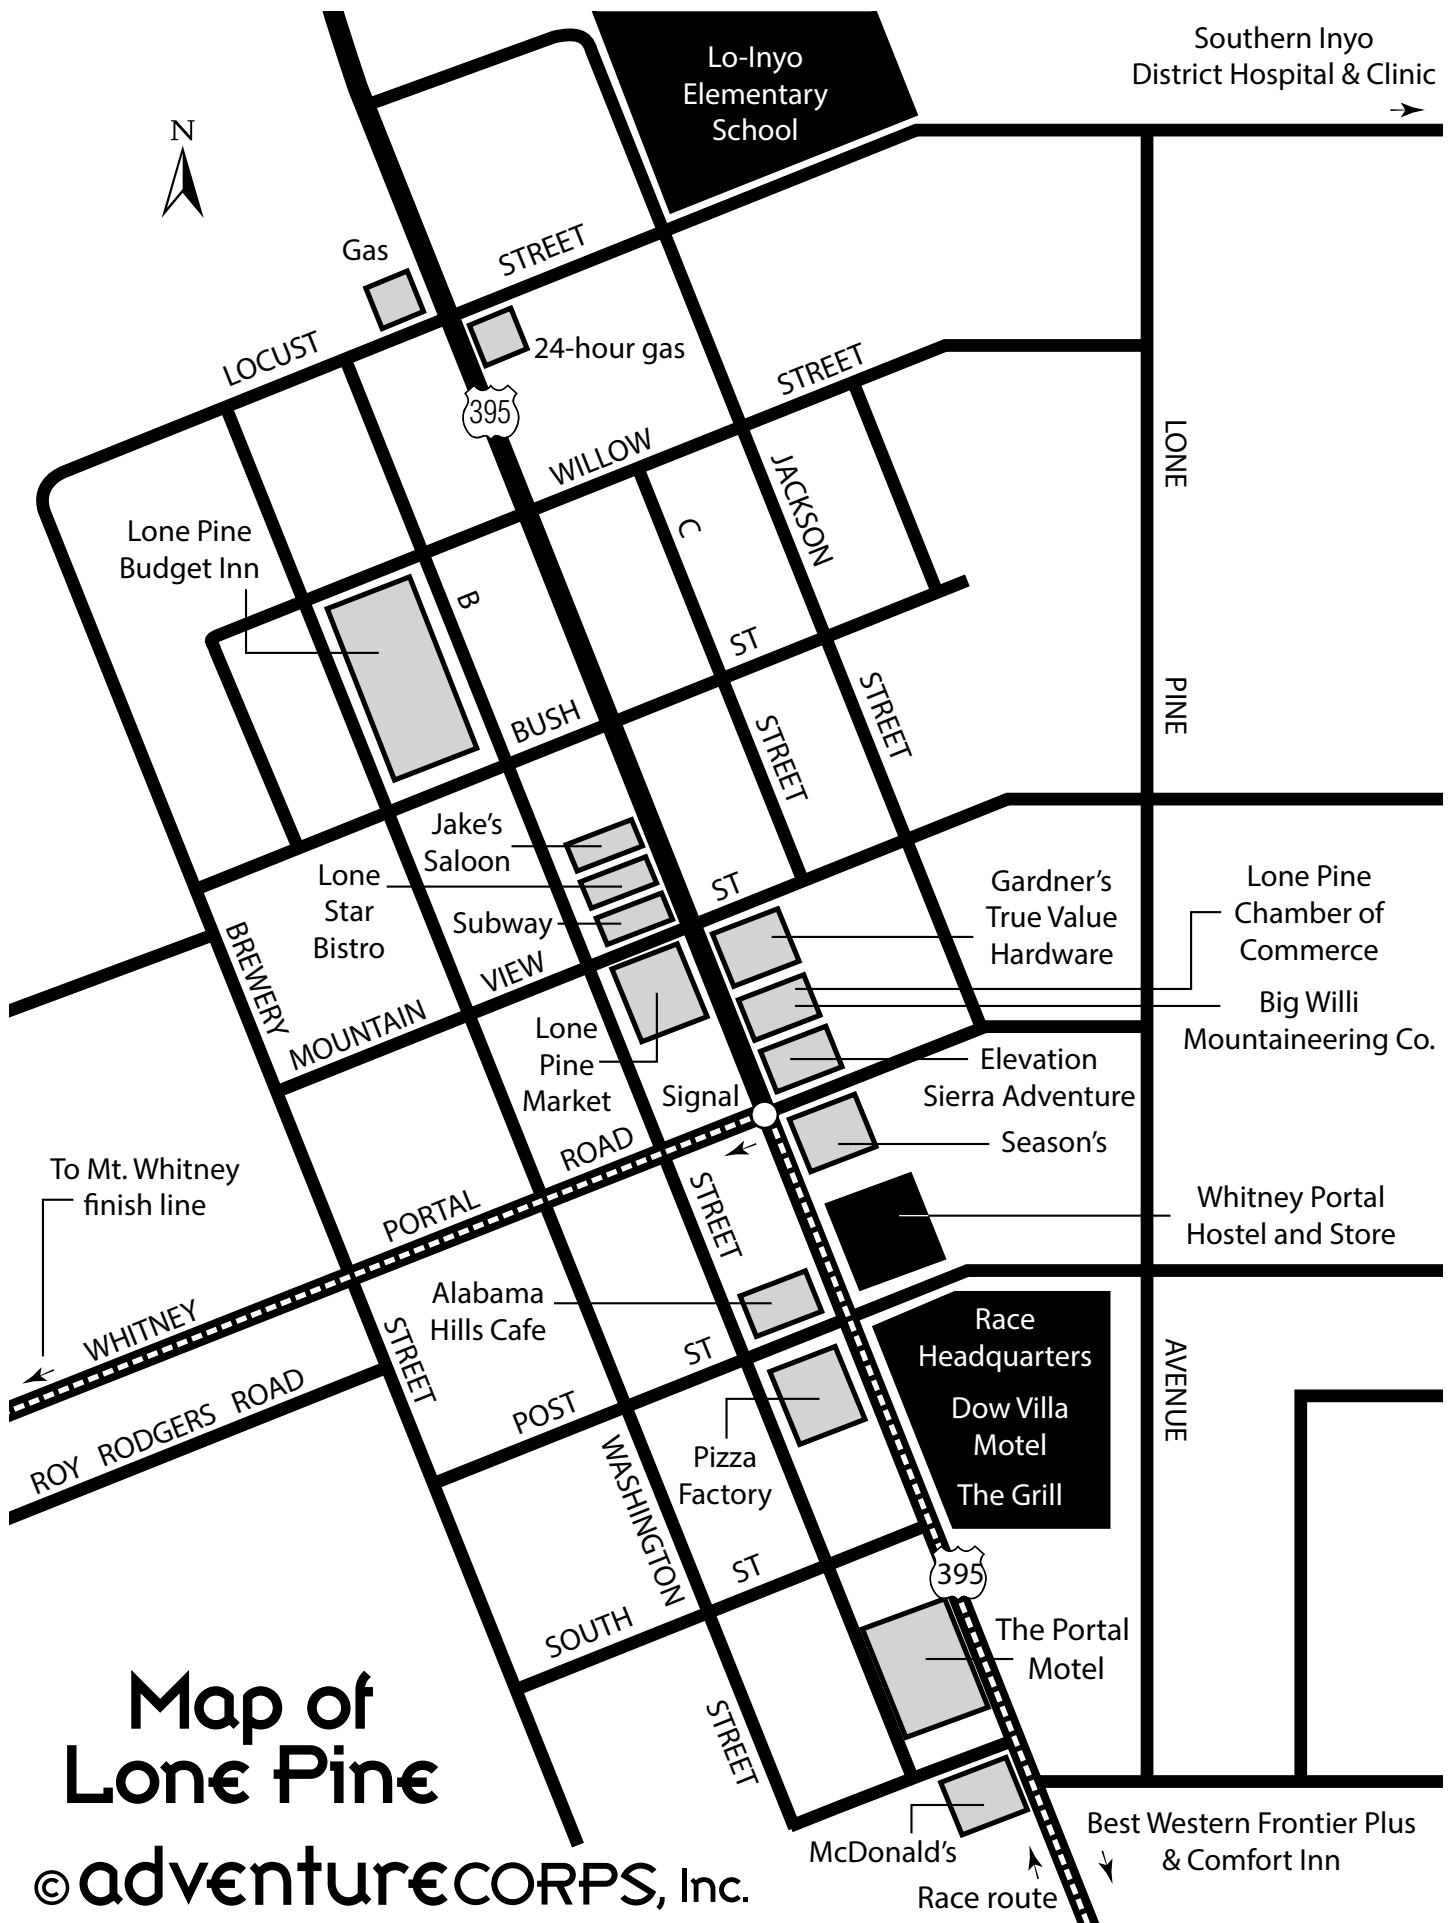 Lo-Inyo
Elementary
School
Southern Inyo
District Hospital & Clinic
N
Gas
STREET
LOCUST
24-hour gas
STREET
395
WILLOW
LONE
JACKSON
C
Lone Pine
Budget Inn
B
ST
STREET
PINE
BUSH
STREET
Jake's
Saloon
Lone
Star
Bistro
Subway
ST
Gardner's
True Value
Hardware
Lone Pine
Chamber of
Commerce
BREWERY
VIEW
MOUNTAIN
Big Willi
Mountaineering Co.
Lone
Pine
Market
Signal
Elevation
Sierra Adventure
Season's
ROAD
To Mt. Whitney
finish line
PORTAL
STREET
Whitney Portal
Hostel and Store
Alabama
Hills Cafe
WHITNEY
STREET
ST
Race
Headquarters
Dow Villa
Motel
The Grill
AVENUE
ROY RODGERS ROAD
POST
Pizza
Factory
WASHINGTON
ST
395
SOUTH
The Portal
Motel
STREET
Map of
Lone Pine
McDonald's
Best Western Frontier Plus
& Comfort Inn
Race route
© adventureCORPS, Inc.